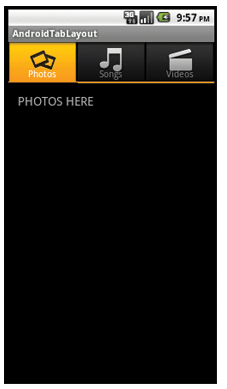 9:57 PM
AndroidTabLayout
Photos Songs Videos
PHOTOS HERE